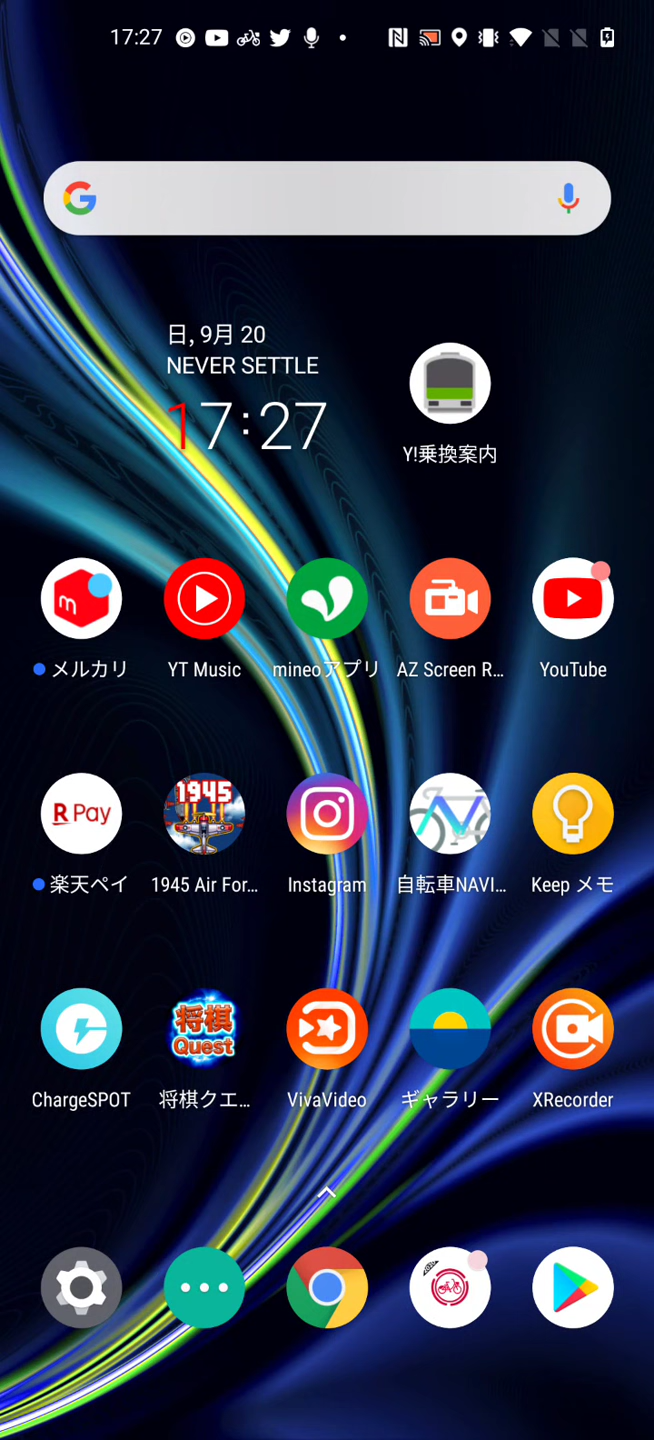 17:27
日, 9月 20
NEVER SETTLE
17:27
Y!乗換案内
メルカリ
YT Music
mineoアプリ
AZ Screen R...
YouTube
R Pay
1945
楽天ペイ
1945 Air For...
Instagram
自転車NAVI...
Keep メモ
将棋
Quest
ChargeSPOT
将棋クエ...
VivaVideo
ギャラリー
XRecorder